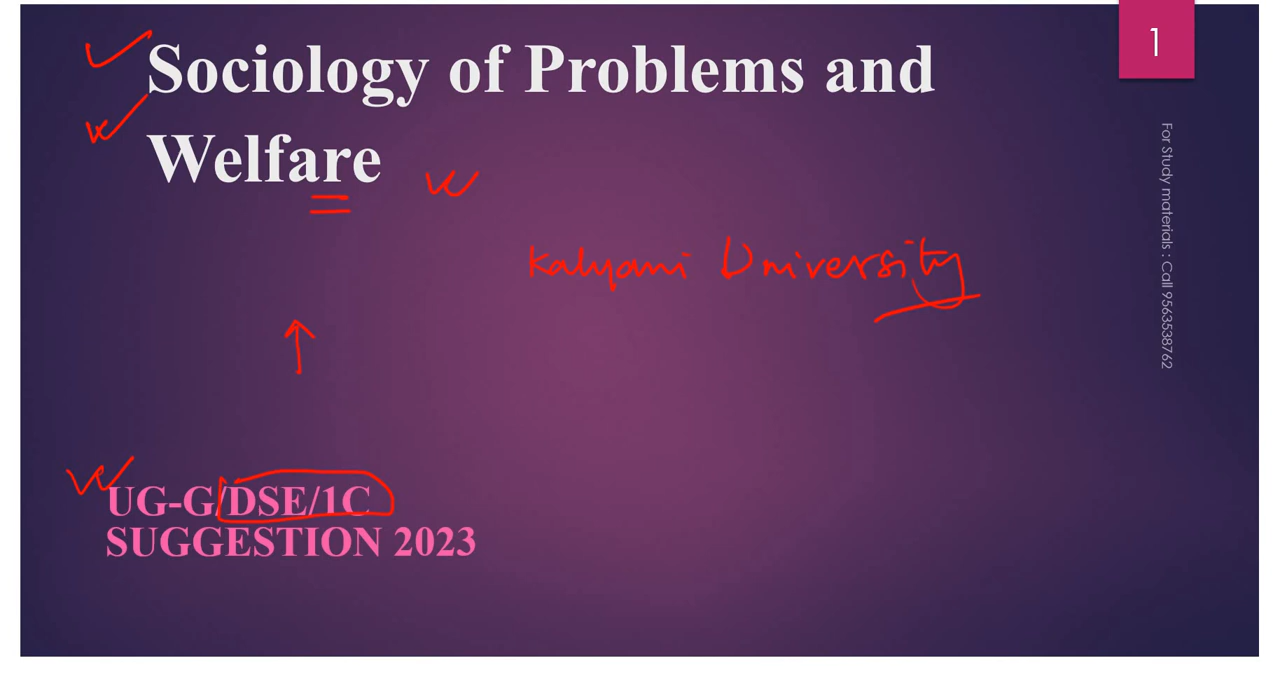 1
Sociology of Problems and
Welfare
Kalyani University
For Study materials : Call 9563538762
UG-G/DSE/1C
SUGGESTION 2023